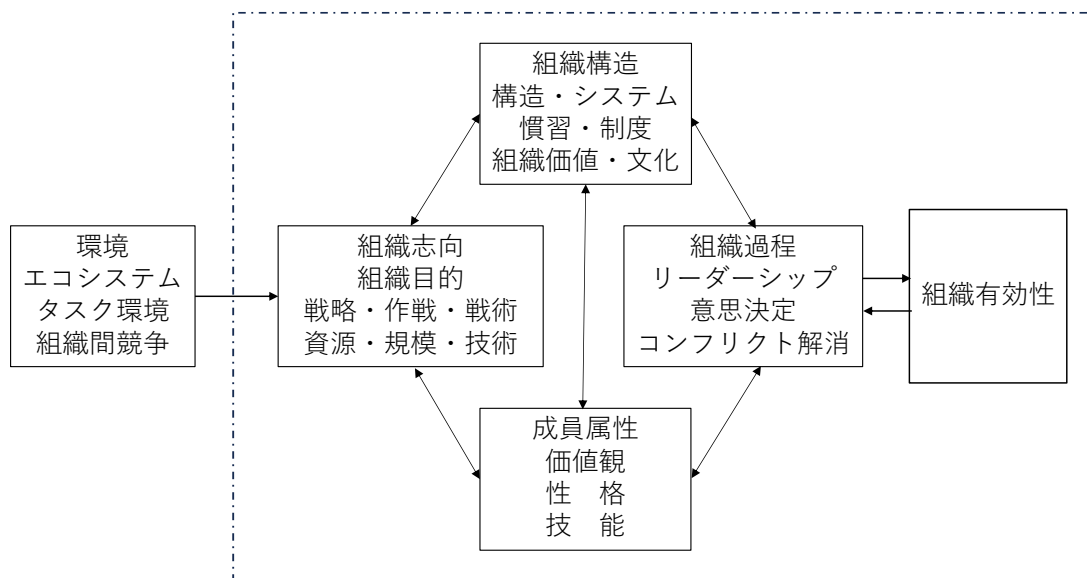 組織構造
構造・システム
慣習・制度
組織価値・文化
環境
エコシステム
タスク環境
組織間競争
組織志向
組織目的
戦略・作戦・戦術
資源・規模・技術
組織過程
リーダーシップ
意思決定
コンフリクト解消
組織有効性
成員属性
価値観
性　格
技　能